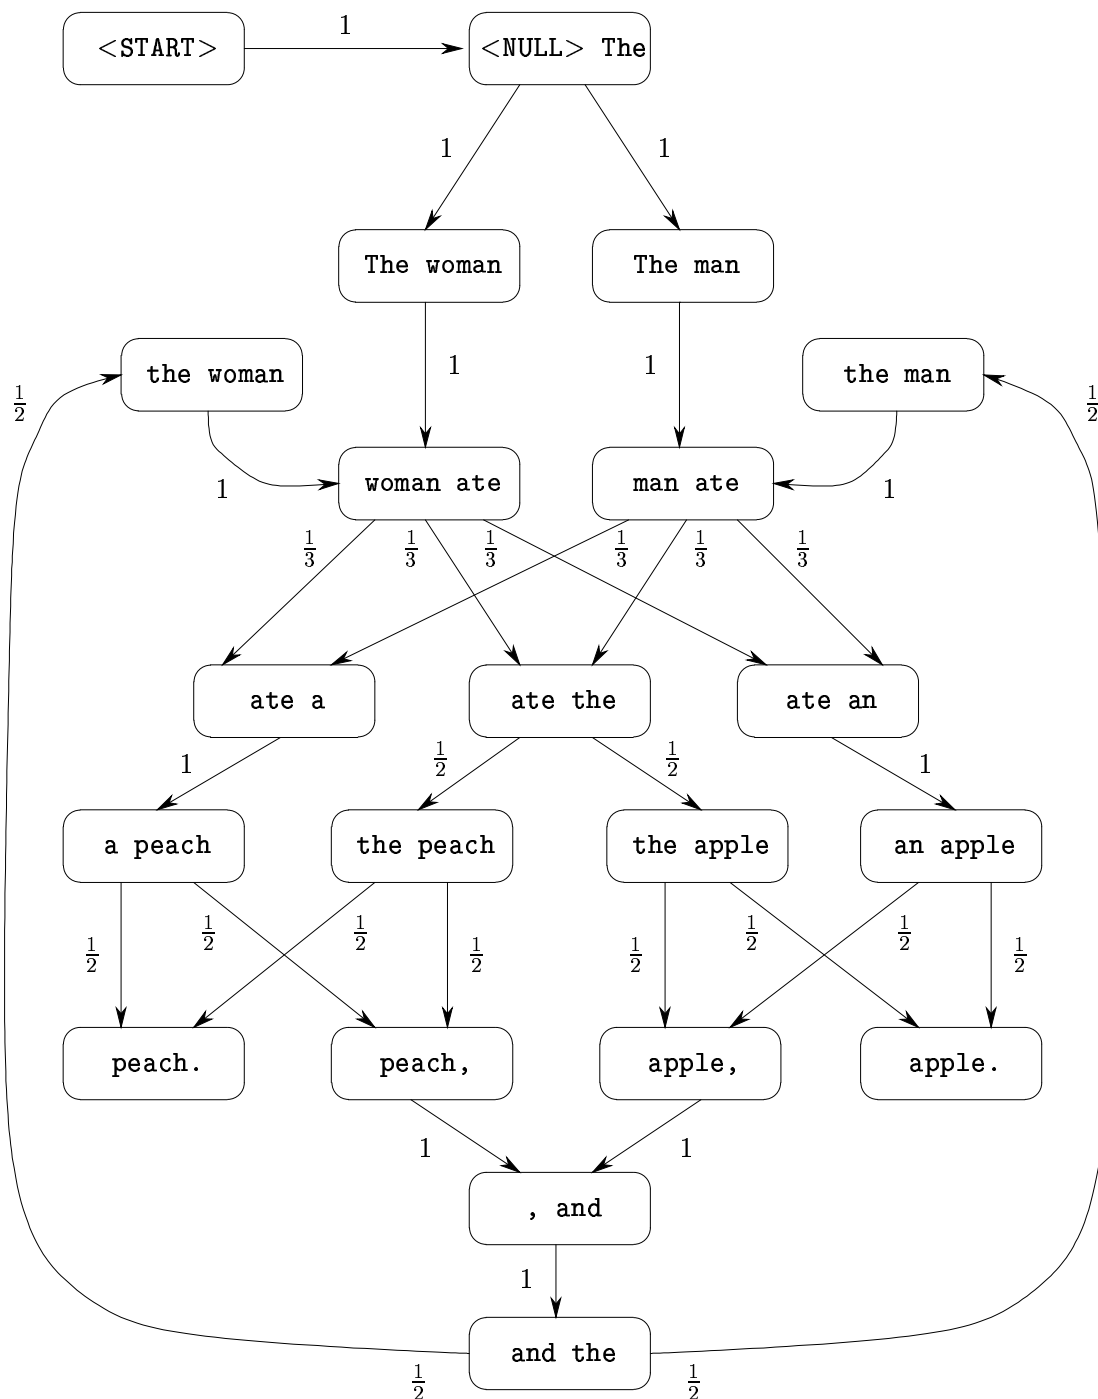 1
<START> <NULL> The
1 1
The woman The man
1 1
the woman the man
1/2 1/2
woman ate man ate
1 1
1/3 1/3 1/3 1/3 1/3 1/3
ate a ate the ate an
1 1/2 1/2 1
a peach the peach the apple an apple
1/2 1/2 1/2 1/2
1/2 1/2 1/2 1/2
peach. peach, apple, apple.
1 1
, and
1
and the
1/2 1/2